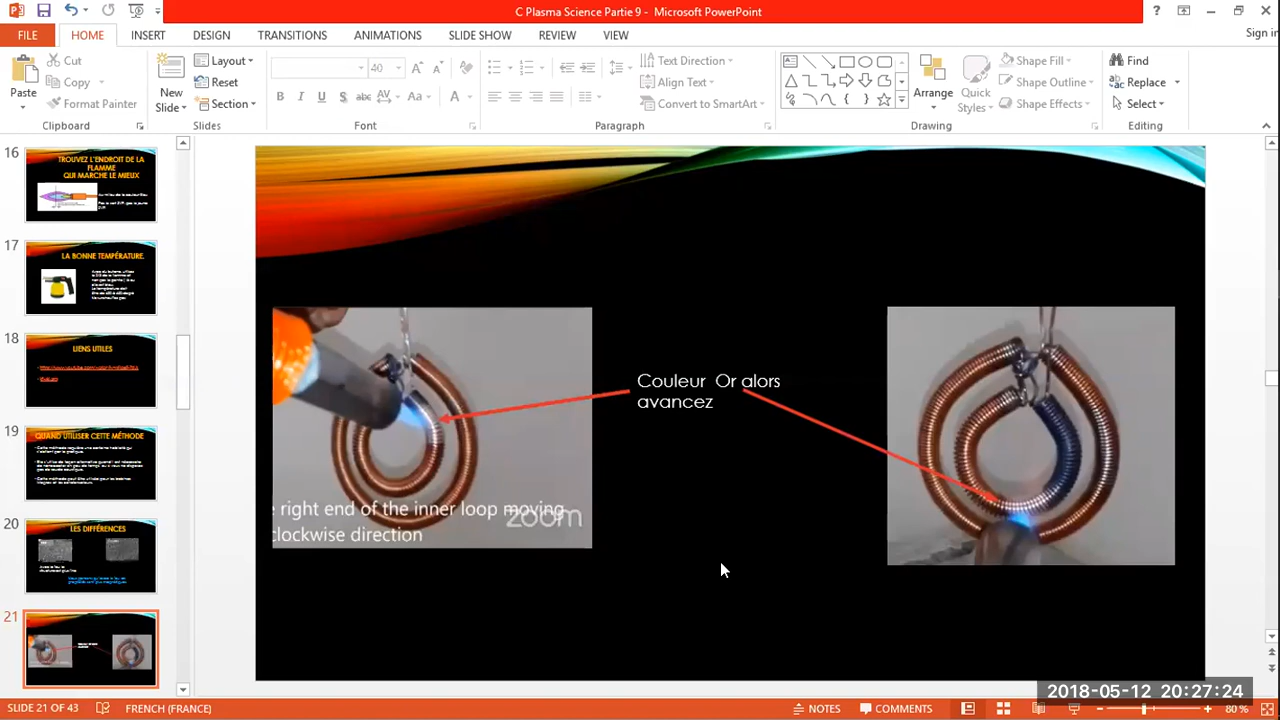 C Plasma Science Partie 9 - Microsoft PowerPoint
Sign in
FILE HOME INSERT DESIGN TRANSITIONS ANIMATIONS SLIDE SHOW REVIEW VIEW
Cut
Copy
Format Painter
Paste
Clipboard
New
Slide
Layout
Reset
Section
Slides
40
B I U S abc AV Aa A
Font
Text Direction
Align Text
Convert to SmartArt
Paragraph
Arrange
Quick
Styles
Shape Fill
Shape Outline
Shape Effects
Drawing
Find
Replace
Select
Editing
16
TROUVEZ L'ENDROIT DE LA
FLAMME
QUI MARCHE LE MIEUX
17
LA BONNE TEMPÉRATURE.
18
LIENS UTILES
19
QUAND UTILISER CETTE MÉTHODE
20
LES DIFFÉRENCES
21
Couleur Or alors
avancez
e right end of the inner loop moving
clockwise direction
zoom
2018-05-12 20:27:24
SLIDE 21 OF 43 FRENCH (FRANCE) NOTES COMMENTS 80 %